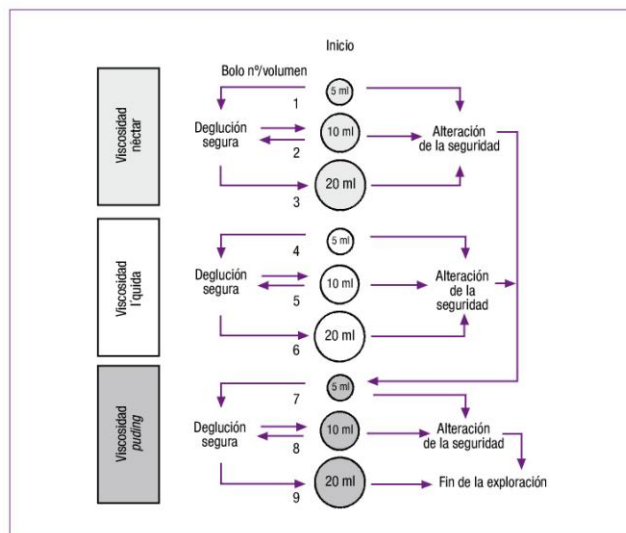 Inicio
Bolo nº/volumen
Viscosidad
nèctar
1
5 ml
Deglución
segura
10 ml
2
Alteración
de la seguridad
20 ml
3
Viscosidad
l'quida
4
5 ml
Deglución
segura
10 ml
5
Alteración
de la
seguridad
20 ml
6
Viscosidad
puding
7
5 ml
Deglución
segura
10 ml
8
Alteración
de la seguridad
20 ml
9
Fin de la exploración